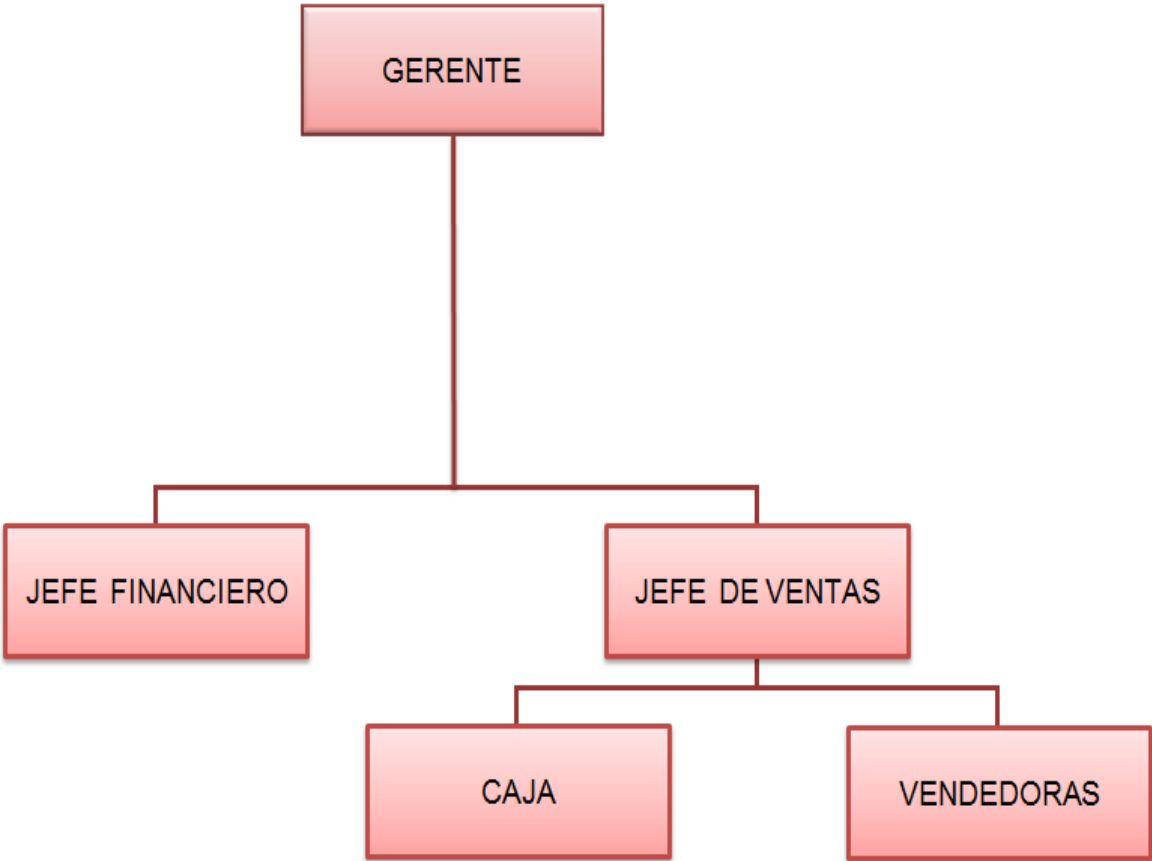 GERENTE
JEFE FINANCIERO
JEFE DE VENTAS
CAJA
VENDEDORAS